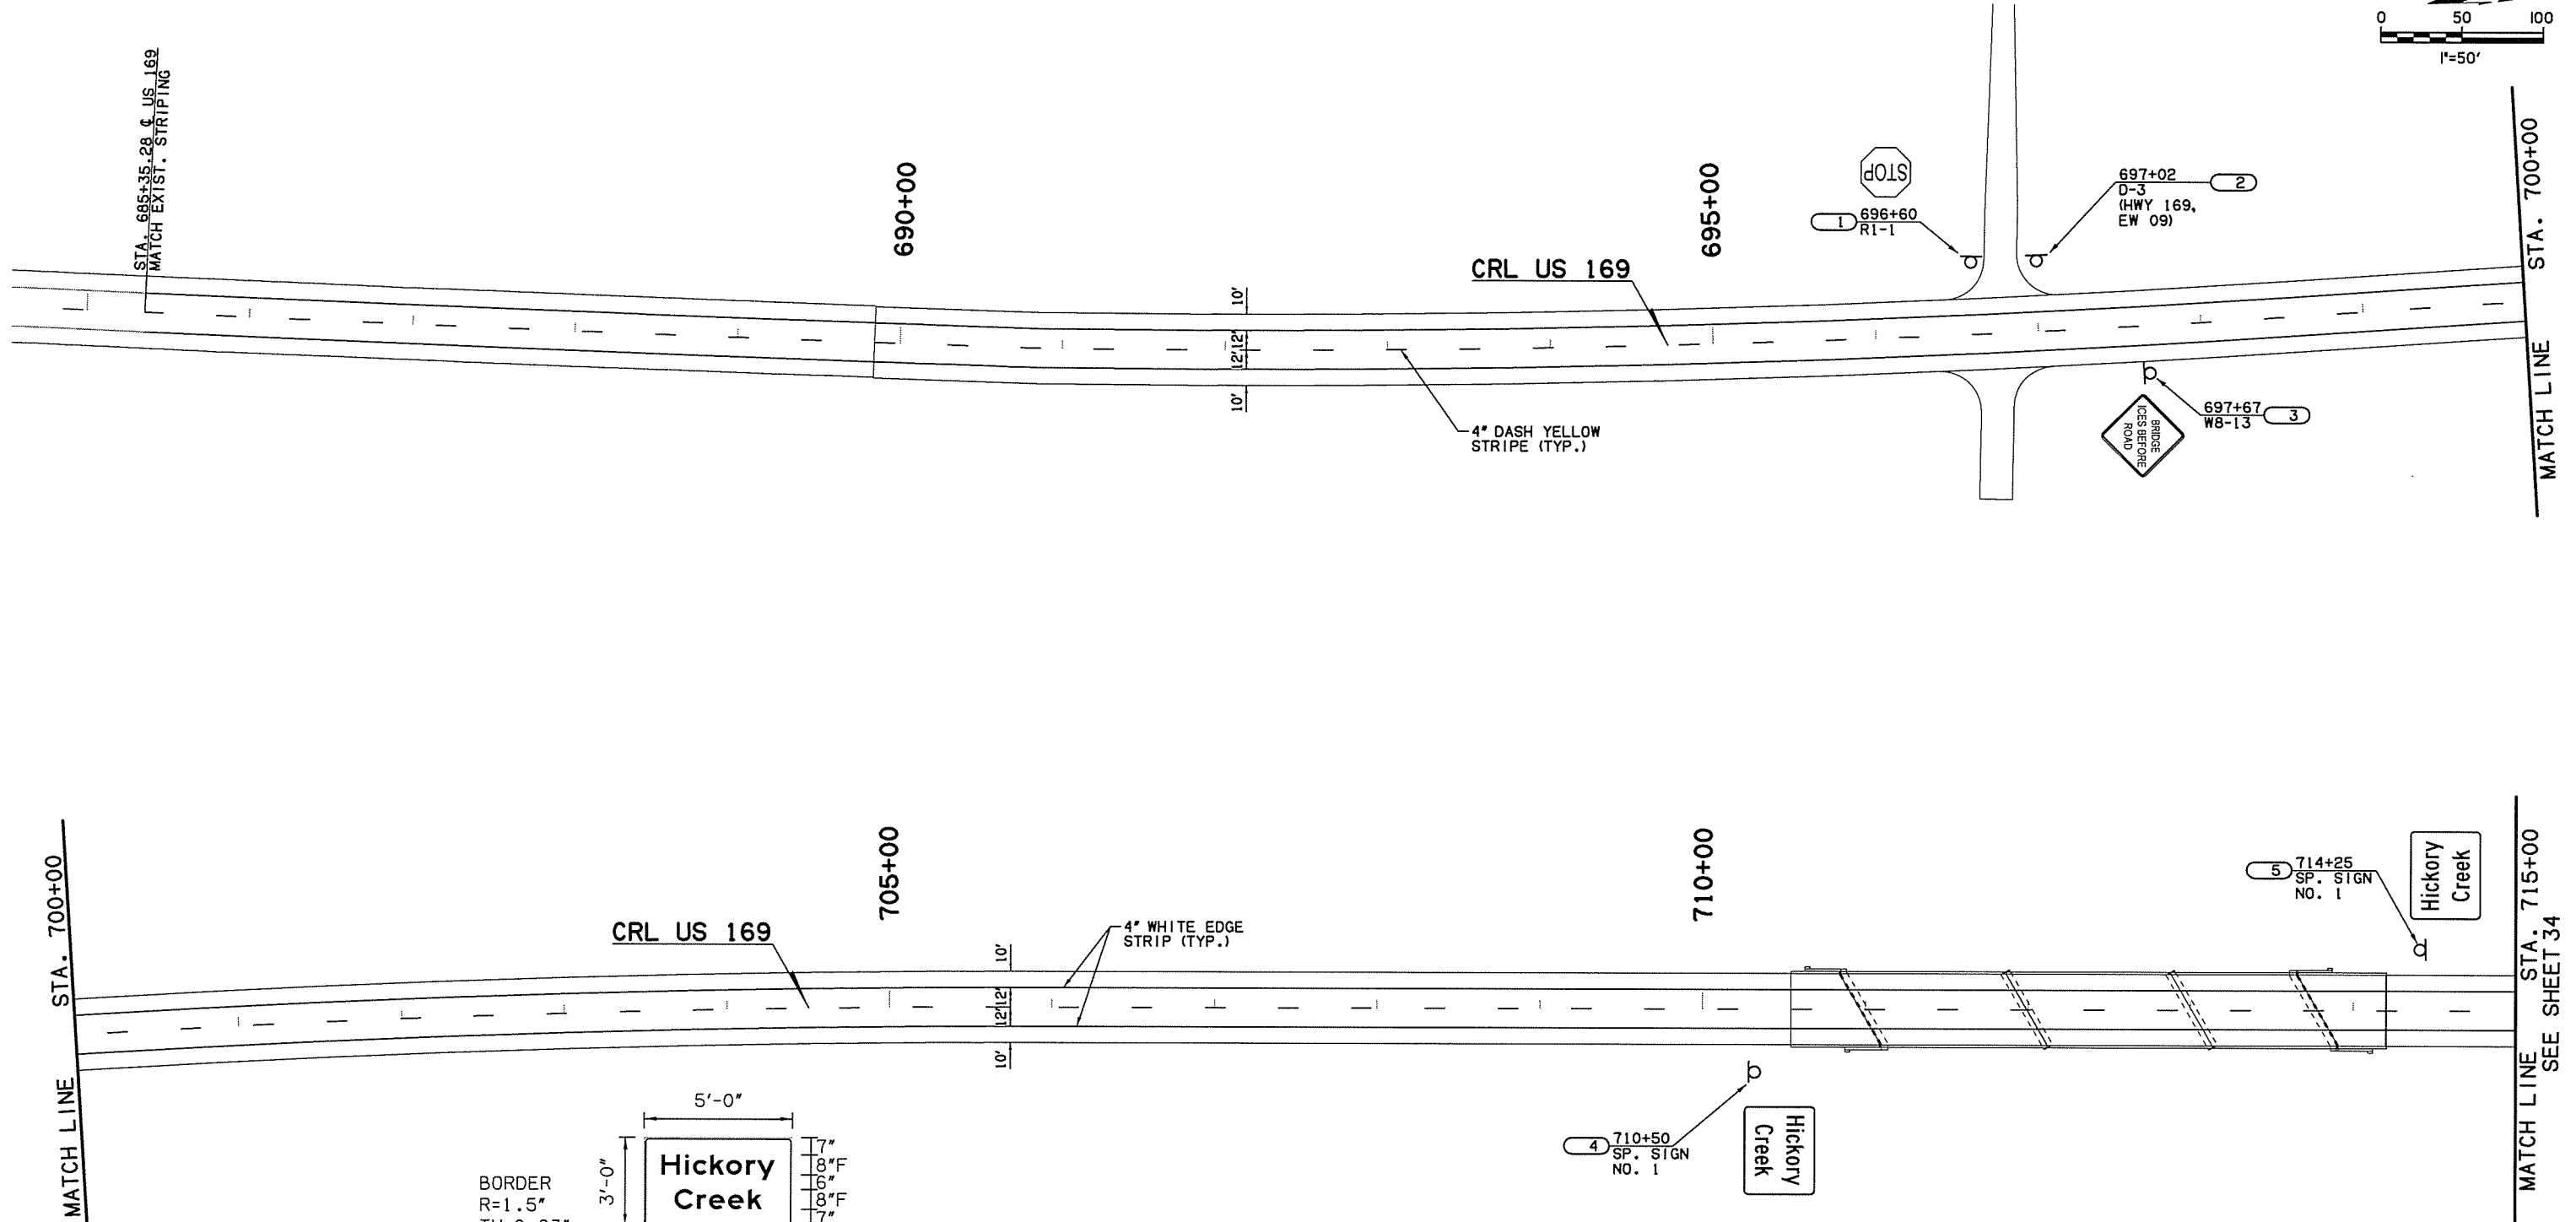 0 50 100
1"=50'
STA. 685+35.28 ℄ US 169
MATCH EXIST. STRIPING
690+00
695+00
CRL US 169
STOP
1 696+60
R1-1
697+02 2
D-3
(HWY 169,
EW 09)
STA. 700+00
MATCH LINE
10'
12'
12'
10'
4" DASH YELLOW
STRIPE (TYP.)
697+67 3
W8-13
BRIDGE
ICES BEFORE
ROAD
STA. 700+00
MATCH LINE
705+00
710+00
CRL US 169
4" WHITE EDGE
STRIP (TYP.)
10'
12'
12'
10'
5 714+25
SP. SIGN
NO. 1
Hickory
Creek
STA. 715+00
MATCH LINE
SEE SHEET 34
4 710+50
SP. SIGN
NO. 1
Hickory
Creek
5'-0"
3'-0"
Hickory
Creek
7"
8"F
6"
8"F
7"
BORDER
R=1.5"